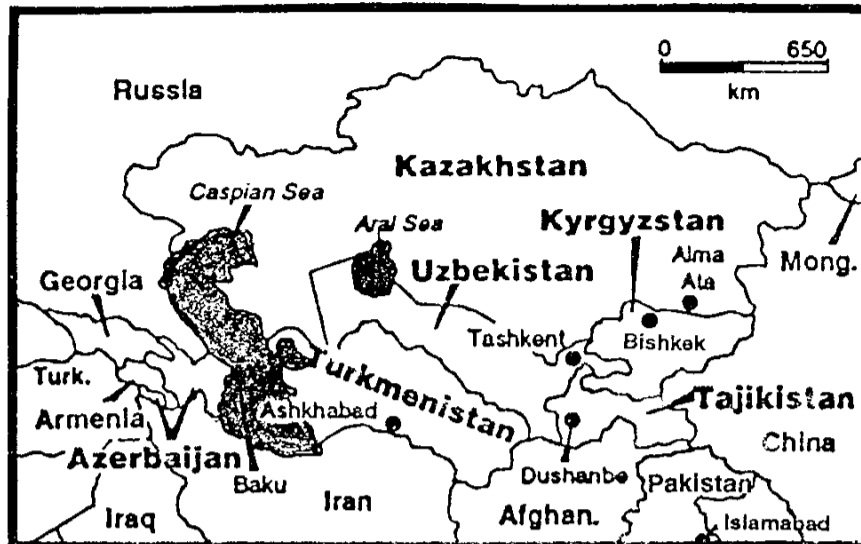 0 650
km
Russia
Kazakhstan
Caspian Sea
Aral Sea
Kyrgyzstan
Alma
Ata
Mong.
Georgia
Uzbekistan
Tashkent
Bishkek
Turk.
Turkmenistan
Armenia
Ashkhabad
Tajikistan
China
Azerbaijan
Baku
Iran
Dushanbe
Afghan.
Pakistan
Iraq
Islamabad